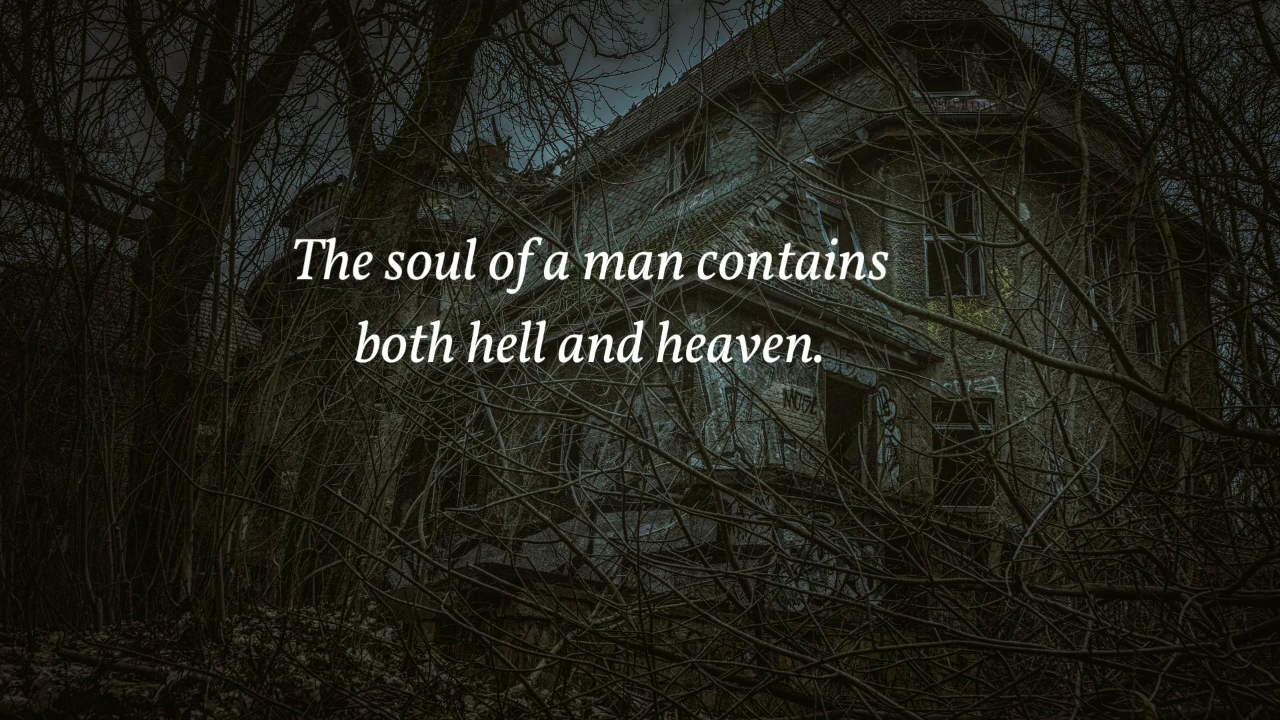 The soul of a man contains
both hell and heaven.